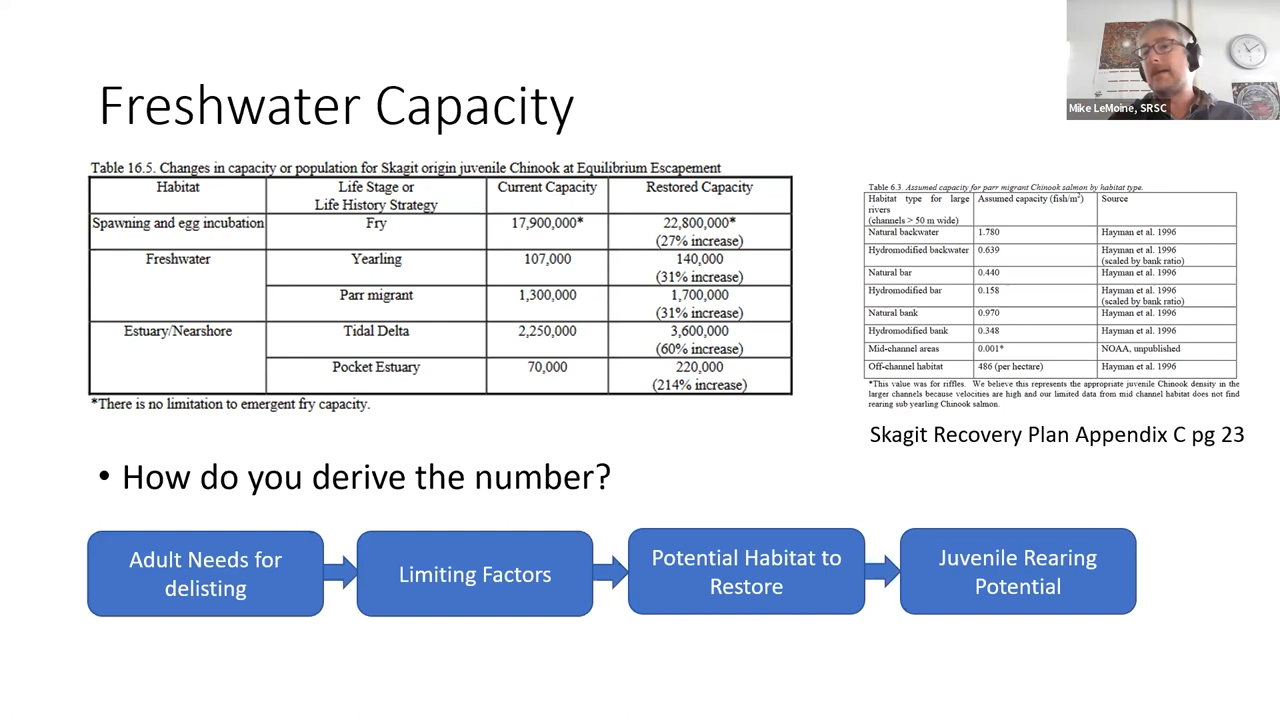 Mike LeMoine, SRSC
Freshwater Capacity
Table 16.5. Changes in capacity or population for Skagit origin juvenile Chinook at Equilibrium Escapement
Habitat Life Stage or Life History Strategy Current Capacity Restored Capacity
Spawning and egg incubation Fry 17,900,000* 22,800,000*
(27% increase)
Freshwater Yearling 107,000 140,000
(31% increase)
Parr migrant 1,300,000 1,700,000
(31% increase)
Estuary/Nearshore Tidal Delta 2,250,000 3,600,000
(60% increase)
Pocket Estuary 70,000 220,000
(214% increase)
*There is no limitation to emergent fry capacity.
Table 6.3. Assumed capacity for parr migrant Chinook salmon by habitat type.
Habitat type for large rivers (channels > 50 m wide) Assumed capacity (fish/m²) Source
Natural backwater 1.780 Hayman et al. 1996
Hydromodified backwater 0.639 Hayman et al. 1996
(scaled by bank ratio)
Natural bar 0.440 Hayman et al. 1996
Hydromodified bar 0.158 Hayman et al. 1996
(scaled by bank ratio)
Natural bank 0.970 Hayman et al. 1996
Hydromodified bank 0.348 Hayman et al. 1996
Mid-channel areas 0.001* NOAA, unpublished
Off-channel habitat 486 (per hectare) Hayman et al. 1996
*This value was for riffles. We believe this represents the appropriate juvenile Chinook density in the
larger channels because velocities are high and our limited data from mid channel habitat does not find
rearing sub yearling Chinook salmon.
Skagit Recovery Plan Appendix C pg 23
• How do you derive the number?
Adult Needs for
delisting
Limiting Factors
Potential Habitat to
Restore
Juvenile Rearing
Potential